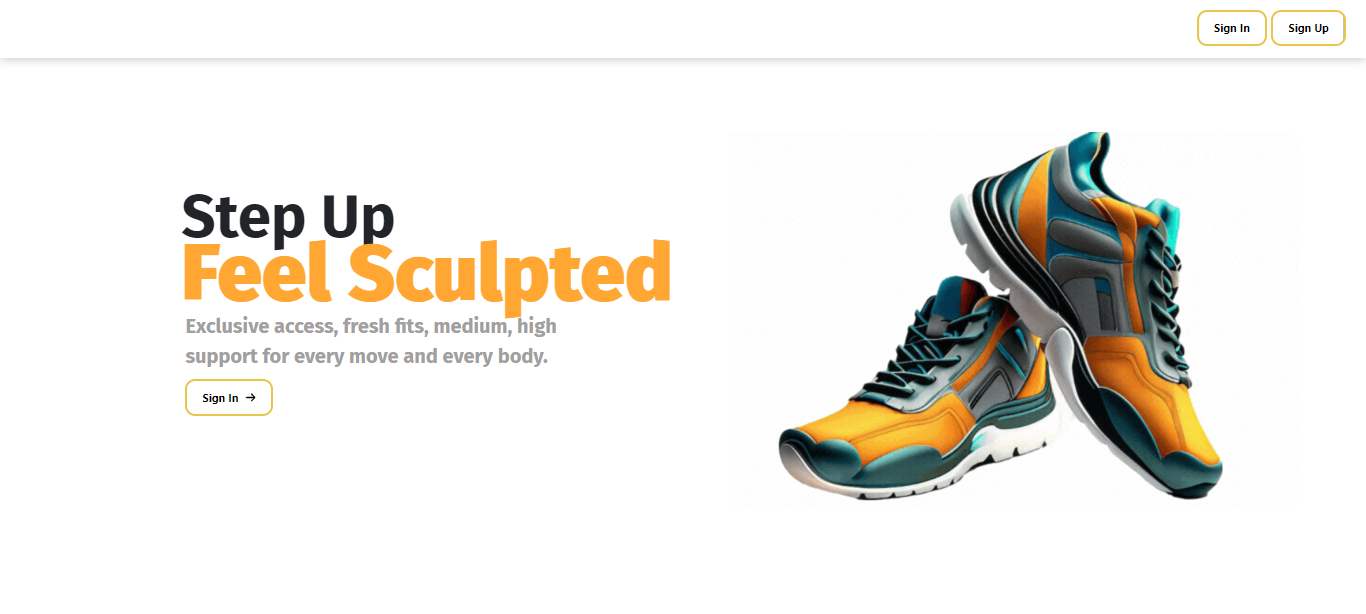 Sign In
Sign Up
Step Up
Feel Sculpted
Exclusive access, fresh fits, medium, high
support for every move and every body.
Sign In →